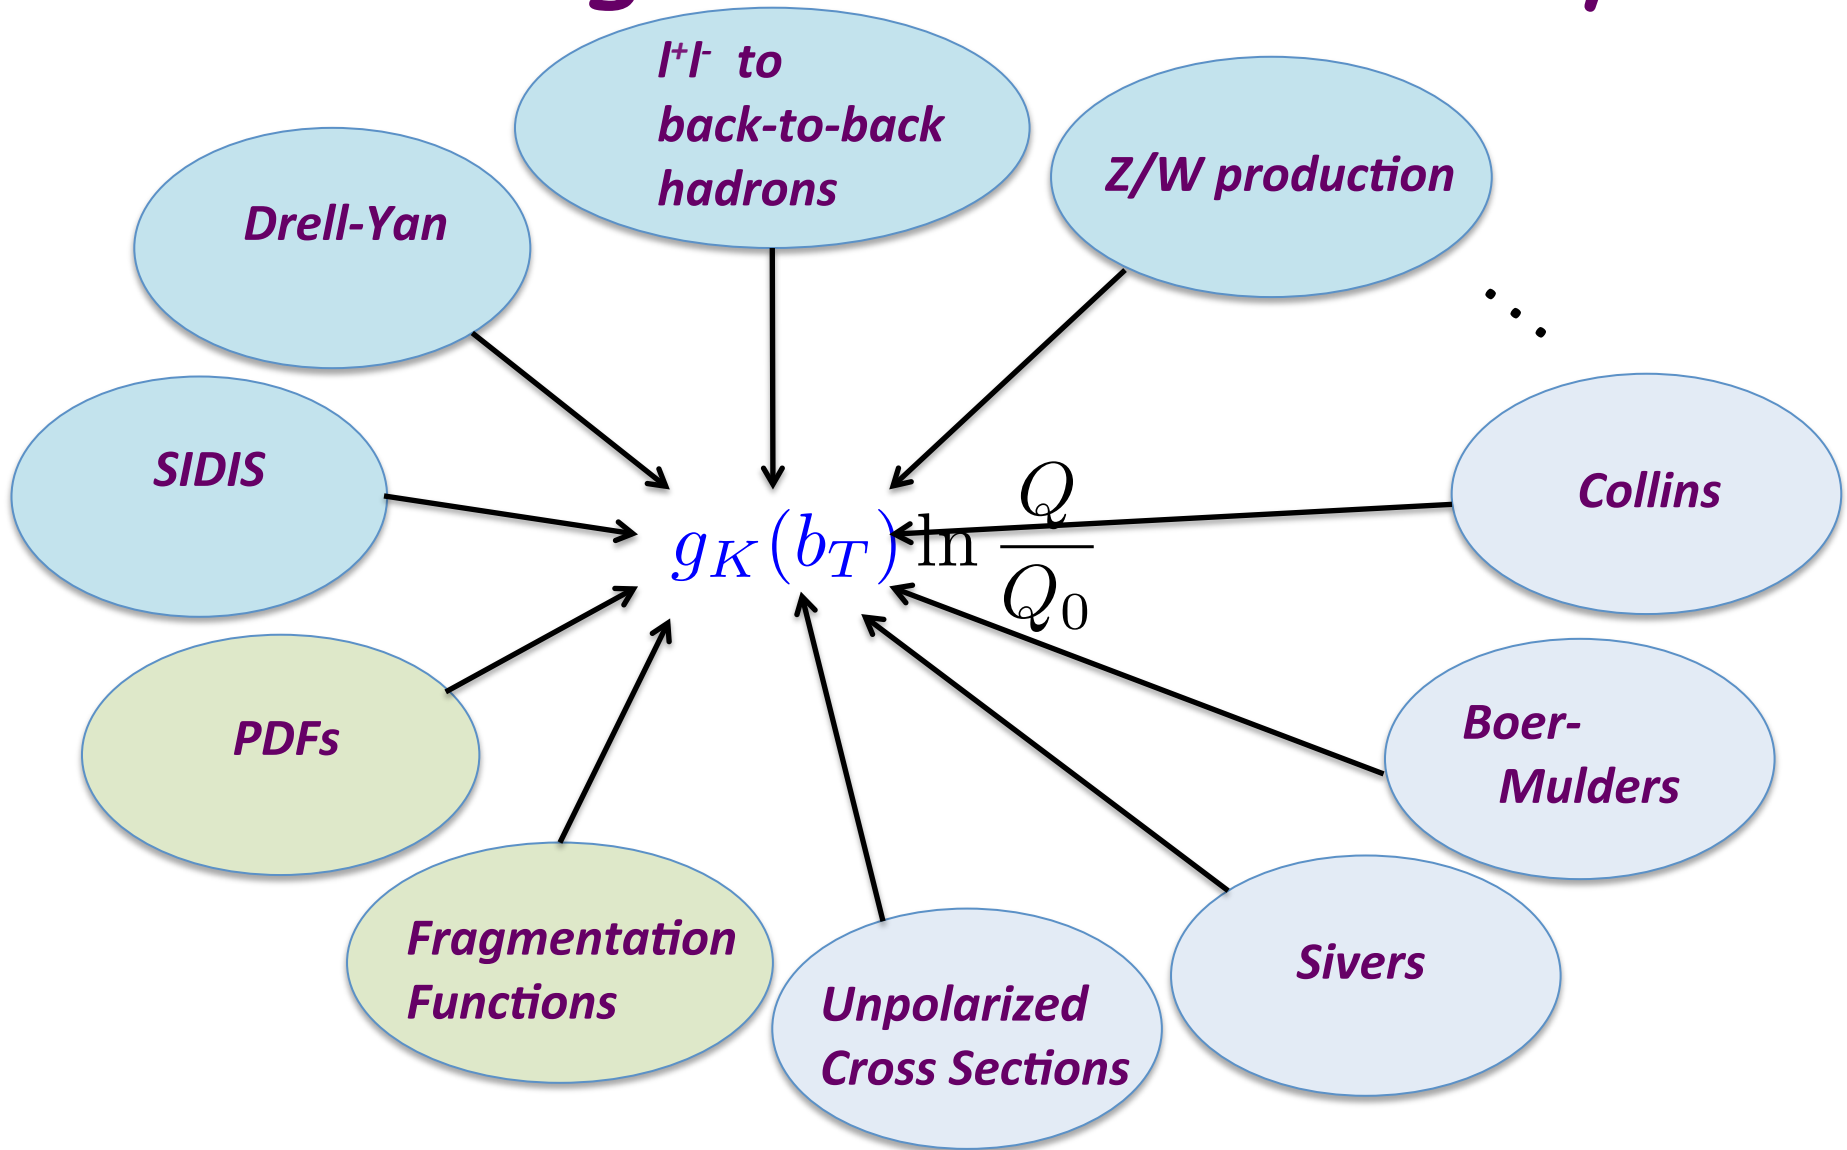 l⁺l⁻ to
back-to-back
hadrons
Z/W production
Drell-Yan
. . .
SIDIS
Collins
g_K(b_T) ln Q/Q_0
PDFs
Boer-
Mulders
Fragmentation
Functions
Sivers
Unpolarized
Cross Sections